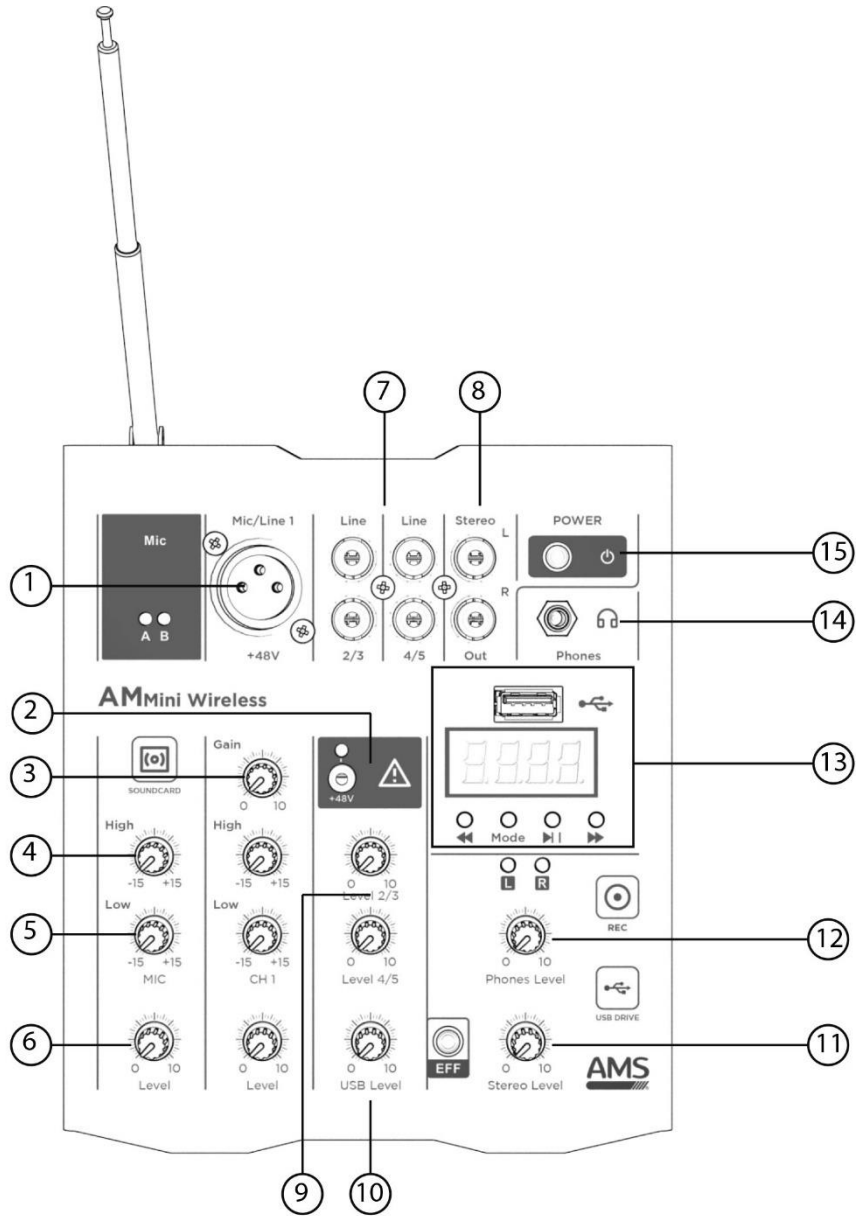 7
8
Mic/Line 1
Line
Line
Stereo
L
POWER
Mic
15
1
R
A B
14
+48V
2/3
4/5
Out
Phones
AMMini Wireless
2
Gain
3
SOUNDCARD
+48V
0 10
13
High
High
Mode
4
-15 +15
-15 +15
0 10
Level 2/3
L R
Low
Low
REC
5
12
-15 +15
-15 +15
0 10
0 10
MIC
CH 1
Level 4/5
Phones Level
USB DRIVE
6
11
0 10
0 10
0 10
EFF
0 10
AMS
Level
Level
USB Level
Stereo Level
9
10